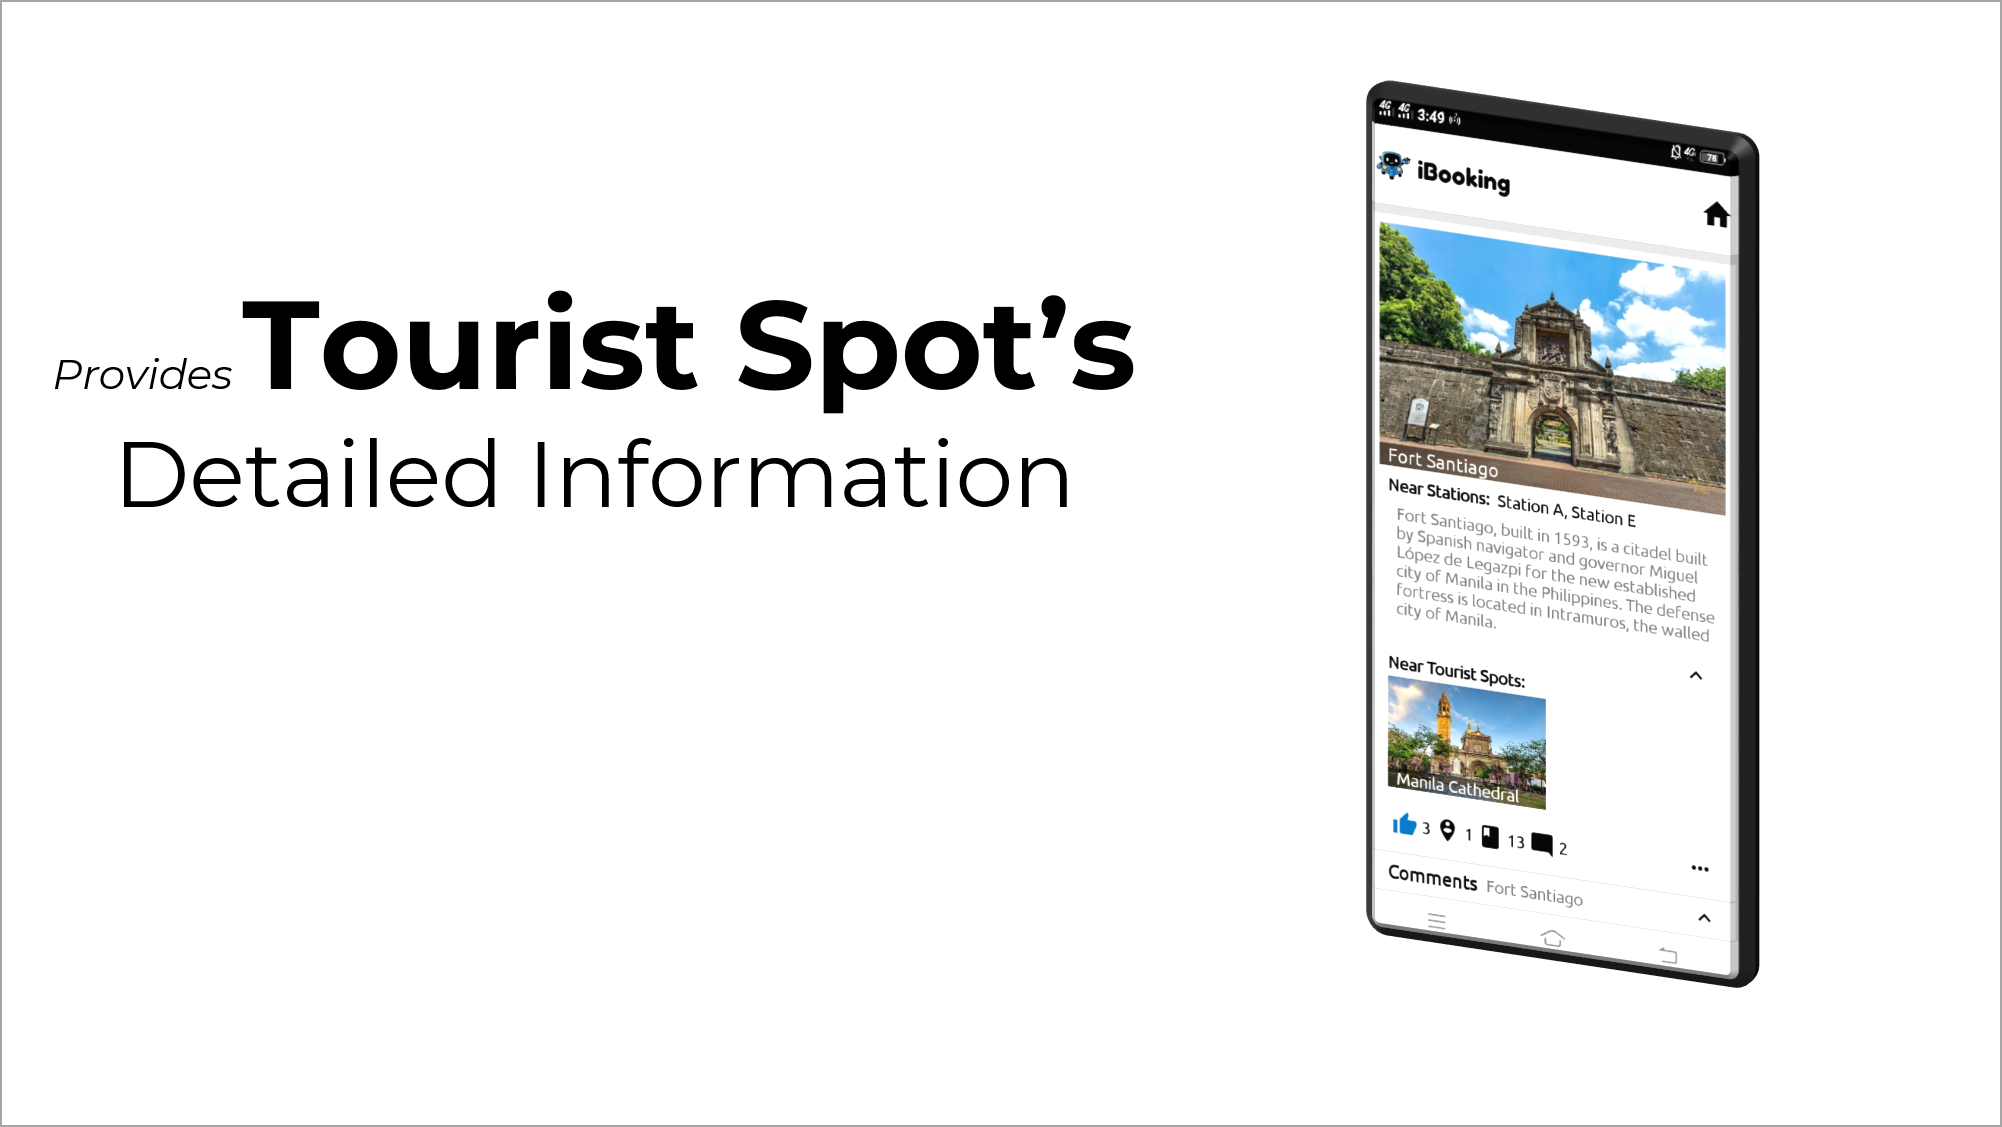 Provides Tourist Spot’s
Detailed Information
4G 4G 3:49
4G 78
iBooking
Fort Santiago
Near Stations: Station A, Station E
Fort Santiago, built in 1593, is a citadel built
by Spanish navigator and governor Miguel
López de Legazpi for the new established
city of Manila in the Philippines. The defense
fortress is located in Intramuros, the walled
city of Manila.
Near Tourist Spots:
Manila Cathedral
3 1 13 2
Comments Fort Santiago